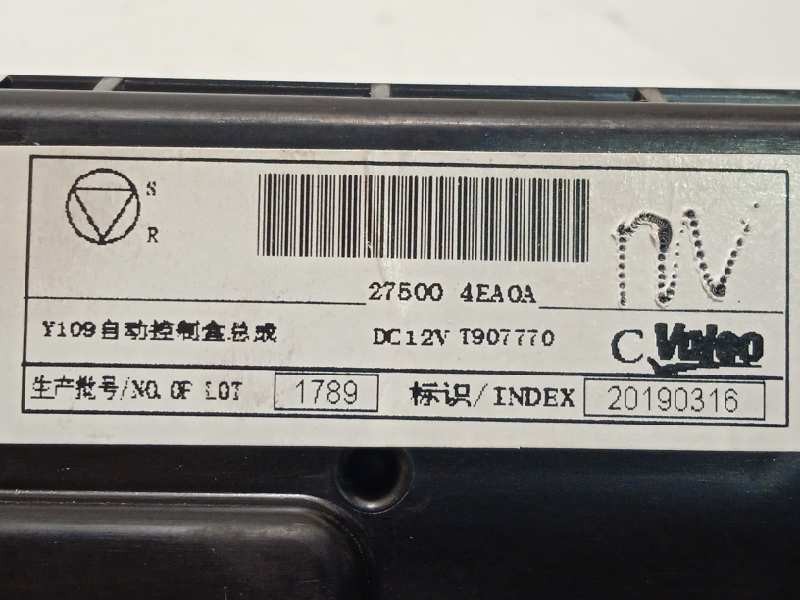 S
R
27500 4EA0A
Y109自动控制盒总成 DC12V T907770 C Valeo
生产批号/NO. OF LOT 1789 标识/INDEX 20190316